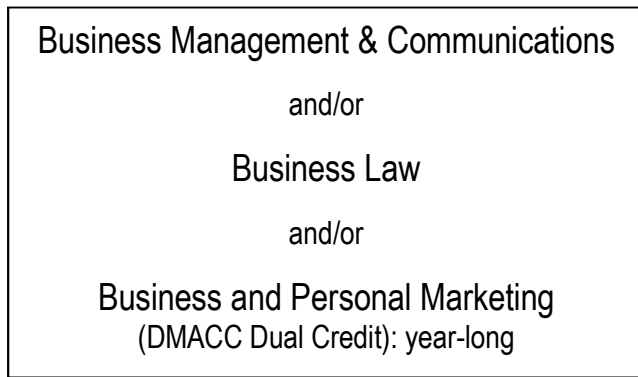 Business Management & Communications
and/or
Business Law
and/or
Business and Personal Marketing
(DMACC Dual Credit): year-long